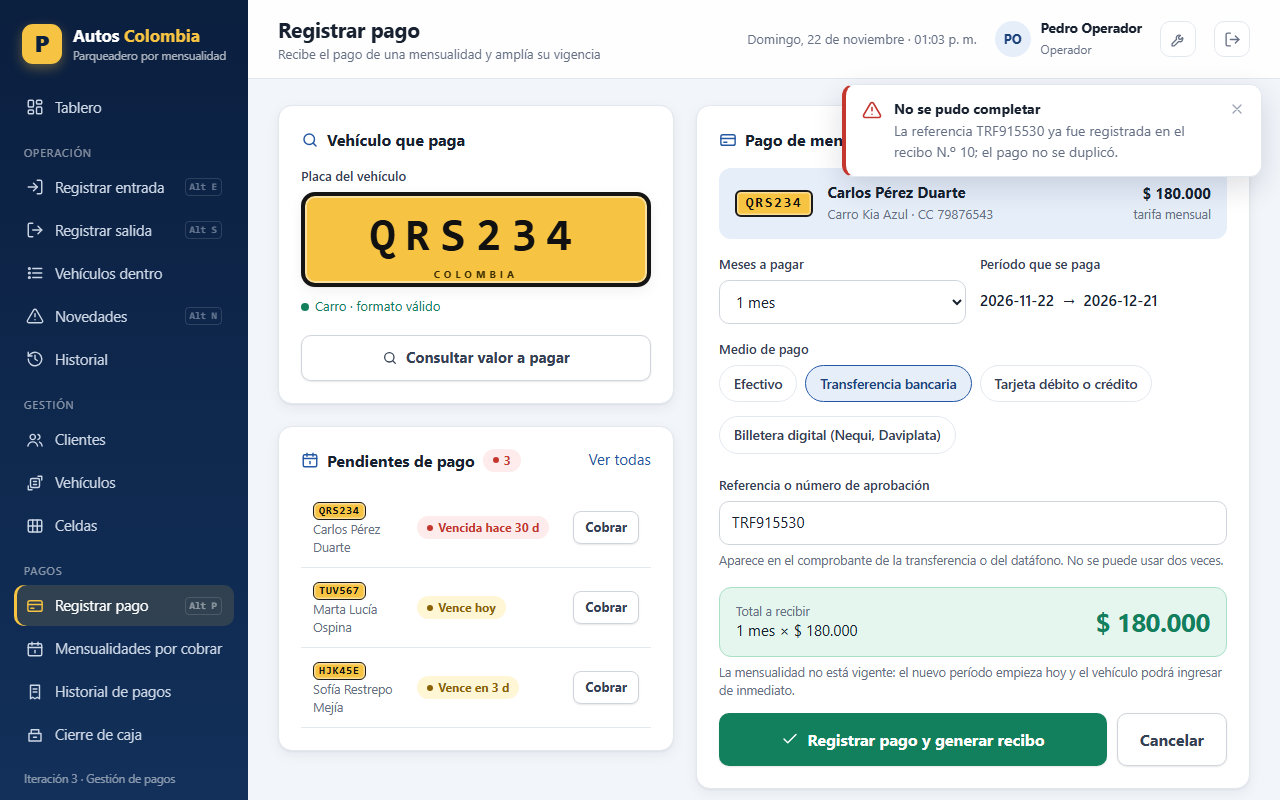 P
Autos Colombia
Parqueadero por mensualidad
Tablero
OPERACIÓN
Registrar entrada Alt E
Registrar salida Alt S
Vehículos dentro
Novedades Alt N
Historial
GESTIÓN
Clientes
Vehículos
Celdas
PAGOS
Registrar pago Alt P
Mensualidades por cobrar
Historial de pagos
Cierre de caja
Iteración 3 · Gestión de pagos
Registrar pago
Recibe el pago de una mensualidad y amplía su vigencia
Domingo, 22 de noviembre · 01:03 p. m.
PO
Pedro Operador
Operador
No se pudo completar
La referencia TRF915530 ya fue registrada en el
recibo N.º 10; el pago no se duplicó.
Vehículo que paga
Placa del vehículo
QRS234
COLOMBIA
Carro · formato válido
Consultar valor a pagar
Pendientes de pago 3 Ver todas
QRS234
Carlos Pérez
Duarte
Vencida hace 30 d
Cobrar
TUV567
Marta Lucía
Ospina
Vence hoy
Cobrar
HJK45E
Sofía Restrepo
Mejía
Vence en 3 d
Cobrar
Pago de men
QRS234
Carlos Pérez Duarte
Carro Kia Azul · CC 79876543
$ 180.000
tarifa mensual
Meses a pagar
1 mes
Período que se paga
2026-11-22 → 2026-12-21
Medio de pago
Efectivo
Transferencia bancaria
Tarjeta débito o crédito
Billetera digital (Nequi, Daviplata)
Referencia o número de aprobación
TRF915530
Aparece en el comprobante de la transferencia o del datáfono. No se puede usar dos veces.
Total a recibir
1 mes × $ 180.000
$ 180.000
La mensualidad no está vigente: el nuevo período empieza hoy y el vehículo podrá ingresar
de inmediato.
Registrar pago y generar recibo
Cancelar